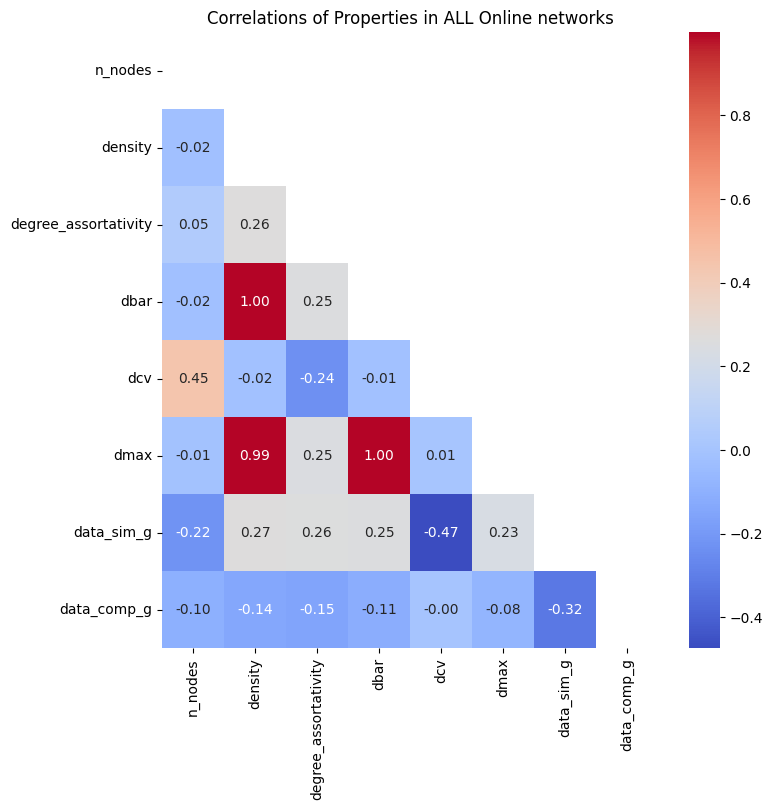 Correlations of Properties in ALL Online networks
n_nodes
density
-0.02
degree_assortativity
0.05 0.26
dbar
-0.02 1.00 0.25
dcv
0.45 -0.02 -0.24 -0.01
dmax
-0.01 0.99 0.25 1.00 0.01
data_sim_g
-0.22 0.27 0.26 0.25 -0.47 0.23
data_comp_g
-0.10 -0.14 -0.15 -0.11 -0.00 -0.08 -0.32
n_nodes
density
degree_assortativity
dbar
dcv
dmax
data_sim_g
data_comp_g
0.8
0.6
0.4
0.2
0.0
−0.2
−0.4